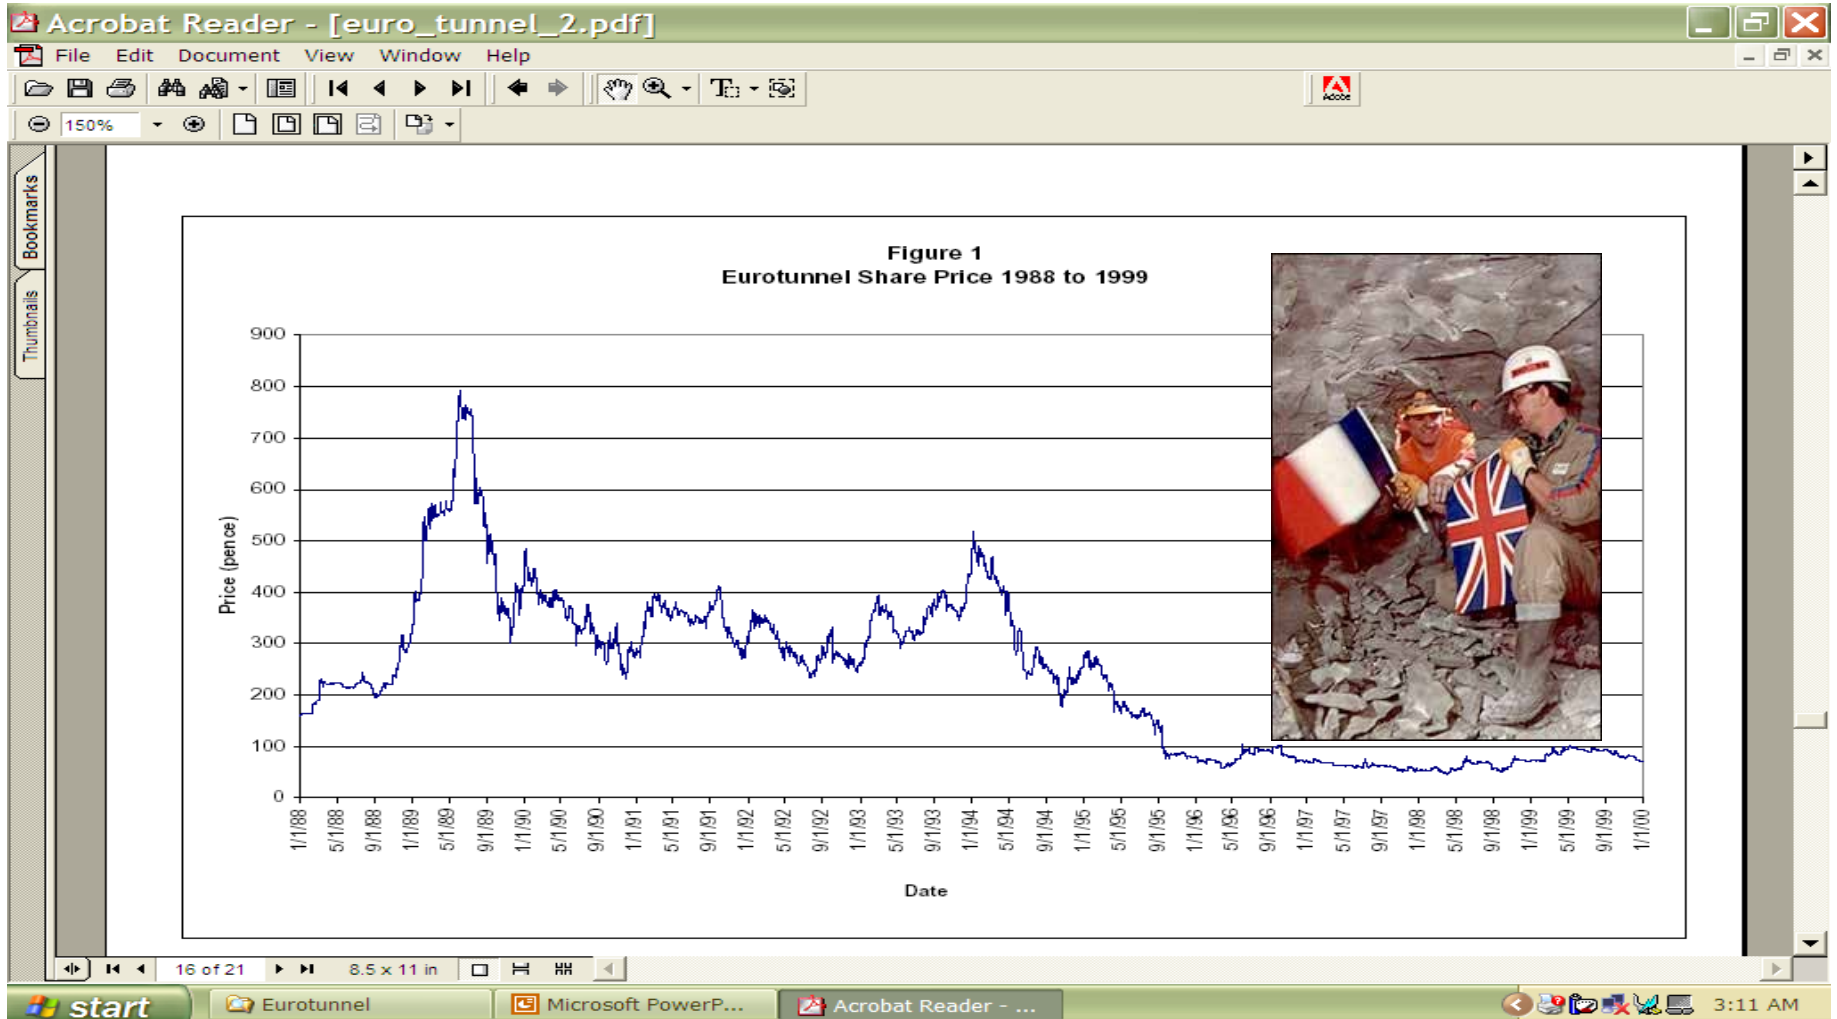 Acrobat Reader - [euro_tunnel_2.pdf]
File Edit Document View Window Help
Adobe
150%
Bookmarks
Thumbnails
Figure 1
Eurotunnel Share Price 1988 to 1999
Price (pence)
900
800
700
600
500
400
300
200
100
0
1/1/88 5/1/88 9/1/88 1/1/89 5/1/89 9/1/89 1/1/90 5/1/90 9/1/90 1/1/91 5/1/91 9/1/91 1/1/92 5/1/92 9/1/92 1/1/93 5/1/93 9/1/93 1/1/94 5/1/94 9/1/94 1/1/95 5/1/95 9/1/95 1/1/96 5/1/96 9/1/96 1/1/97 5/1/97 9/1/97 1/1/98 5/1/98 9/1/98 1/1/99 5/1/99 9/1/99 1/1/00
Date
16 of 21 8.5 x 11 in
start Eurotunnel Microsoft PowerP... Acrobat Reader - ... 3:11 AM